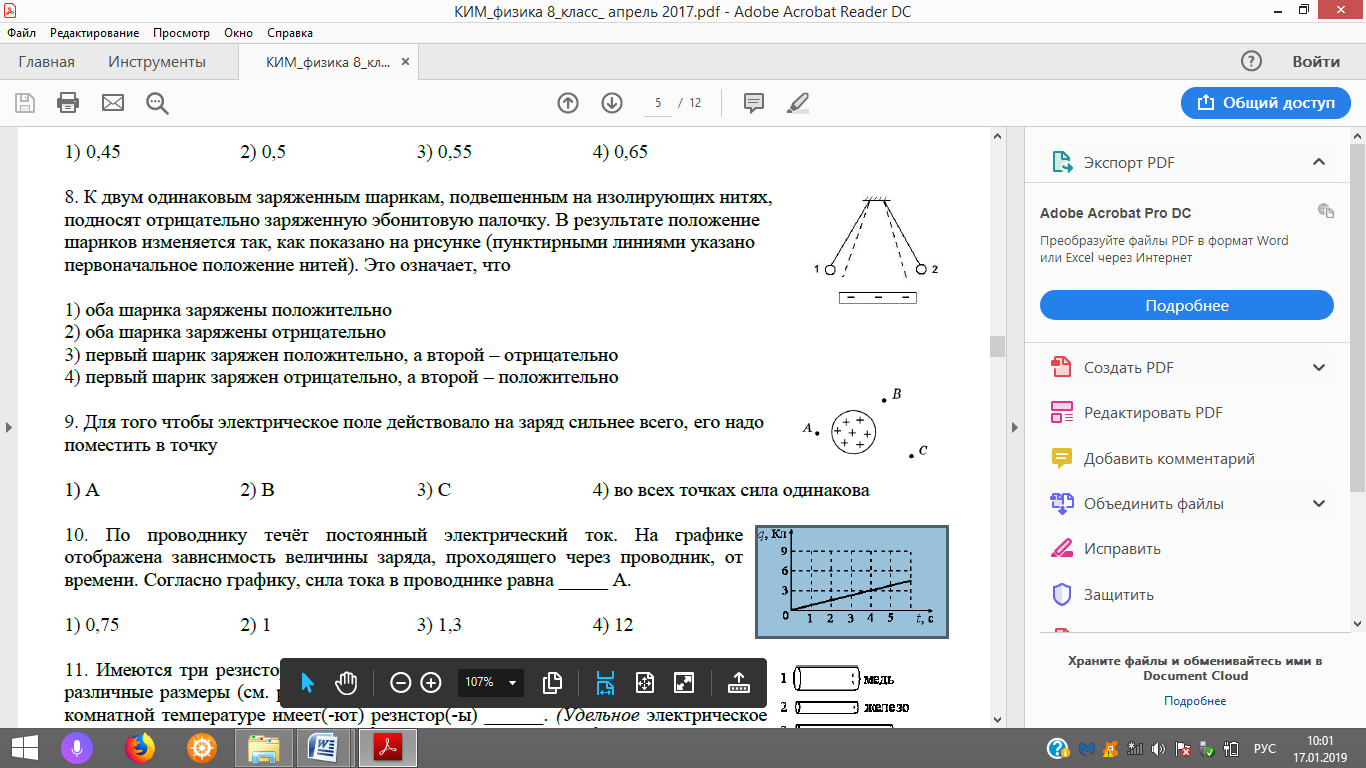 КИМ_физика 8_класс_ апрель 2017.pdf - Adobe Acrobat Reader DC
Файл Редактирование Просмотр Окно Справка
Главная Инструменты КИМ_физика 8_кл... × Войти
5 / 12 Общий доступ
1) 0,45 2) 0,5 3) 0,55 4) 0,65
8. К двум одинаковым заряженным шарикам, подвешенным на изолирующих нитях,
подносят отрицательно заряженную эбонитовую палочку. В результате положение
шариков изменяется так, как показано на рисунке (пунктирными линиями указано
первоначальное положение нитей). Это означает, что
1 2
1) оба шарика заряжены положительно
2) оба шарика заряжены отрицательно
3) первый шарик заряжен положительно, а второй – отрицательно
4) первый шарик заряжен отрицательно, а второй – положительно
9. Для того чтобы электрическое поле действовало на заряд сильнее всего, его надо
поместить в точку
A B C
1) А 2) В 3) С 4) во всех точках сила одинакова
10. По проводнику течёт постоянный электрический ток. На графике
отображена зависимость величины заряда, проходящего через проводник, от
времени. Согласно графику, сила тока в проводнике равна _____ А.
q, Кл
9
6
3
0 1 2 3 4 5 t, с
1) 0,75 2) 1 3) 1,3 4) 12
11. Имеются три резистор
различные размеры (см. р
комнатной температуре имеет(-ют) резистор(-ы) ______. (Удельное электрическое
1 медь
2 железо
107%
Экспорт PDF
Adobe Acrobat Pro DC
Преобразуйте файлы PDF в формат Word
или Excel через Интернет
Подробнее
Создать PDF
Редактировать PDF
Добавить комментарий
Объединить файлы
Исправить
Защитить
Храните файлы и обменивайтесь ими в
Document Cloud
Подробнее
РУС 10:01
17.01.2019